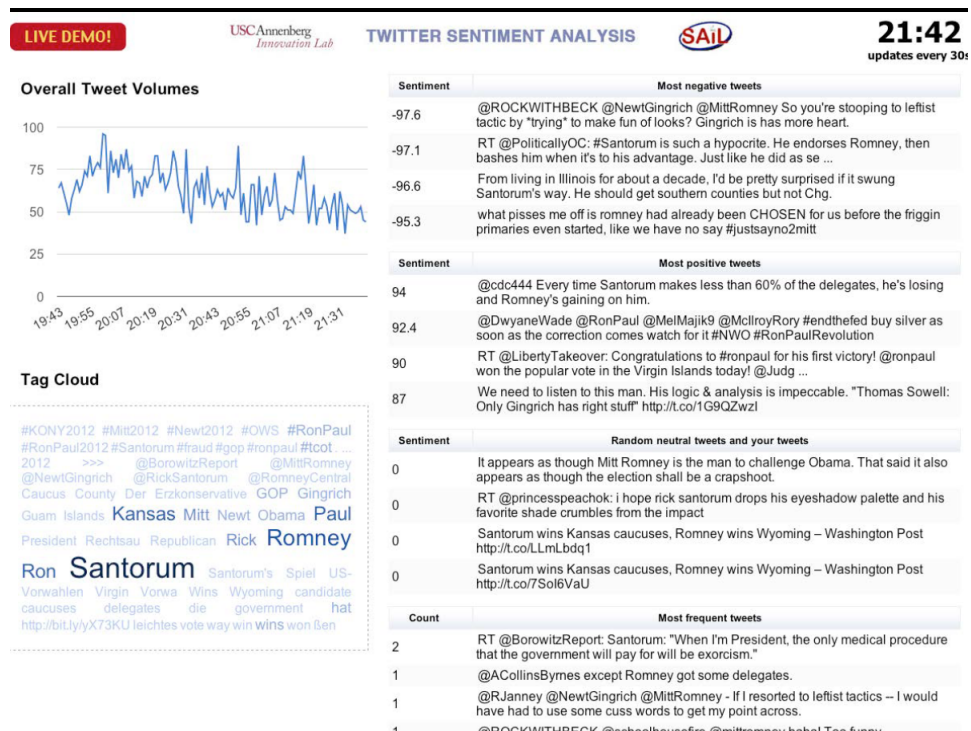 LIVE DEMO!
USC Annenberg
Innovation Lab
TWITTER SENTIMENT ANALYSIS
SAiL
21:42
updates every 30s
Overall Tweet Volumes
100
75
50
25
0
19:43 19:55 20:07 20:19 20:31 20:43 20:55 21:07 21:19 21:31
Tag Cloud
#KONY2012 #Mitt2012 #Newt2012 #OWS #RonPaul
#RonPaul2012 #Santorum #fraud #gop #ronpaul #tcot . ...
2012 >>> @BorowitzReport @MittRomney
@NewtGingrich @RickSantorum @RomneyCentral
Caucus County Der Erzkonservative GOP Gingrich
Guam Islands Kansas Mitt Newt Obama Paul
President Rechtsau Republican Rick Romney
Ron Santorum Santorum's Spiel US-
Vorwahlen Virgin Vorwa Wins Wyoming candidate
caucuses delegates die government hat
http://bit.ly/yX73KU leichtes vote way win wins won ßen
Sentiment Most negative tweets
-97.6 @ROCKWITHBECK @NewtGingrich @MittRomney So you're stooping to leftist
tactic by *trying* to make fun of looks? Gingrich is has more heart.
-97.1 RT @PoliticallyOC: #Santorum is such a hypocrite. He endorses Romney, then
bashes him when it's to his advantage. Just like he did as se ...
-96.6 From living in Illinois for about a decade, I'd be pretty surprised if it swung
Santorum's way. He should get southern counties but not Chg.
-95.3 what pisses me off is romney had already been CHOSEN for us before the friggin
primaries even started, like we have no say #justsayno2mitt
Sentiment Most positive tweets
94 @cdc444 Every time Santorum makes less than 60% of the delegates, he's losing
and Romney's gaining on him.
92.4 @DwyaneWade @RonPaul @MelMajik9 @McIlroyRory #endthefed buy silver as
soon as the correction comes watch for it #NWO #RonPaulRevolution
90 RT @LibertyTakeover: Congratulations to #ronpaul for his first victory! @ronpaul
won the popular vote in the Virgin Islands today! @Judg ...
87 We need to listen to this man. His logic & analysis is impeccable. "Thomas Sowell:
Only Gingrich has right stuff" http://t.co/1G9QZwzI
Sentiment Random neutral tweets and your tweets
0 It appears as though Mitt Romney is the man to challenge Obama. That said it also
appears as though the election shall be a crapshoot.
0 RT @princesspeachok: i hope rick santorum drops his eyeshadow palette and his
favorite shade crumbles from the impact
0 Santorum wins Kansas caucuses, Romney wins Wyoming – Washington Post
http://t.co/LLmLbdq1
0 Santorum wins Kansas caucuses, Romney wins Wyoming – Washington Post
http://t.co/7Sol6VaU
Count Most frequent tweets
2 RT @BorowitzReport: Santorum: "When I'm President, the only medical procedure
that the government will pay for will be exorcism."
1 @ACollinsByrnes except Romney got some delegates.
1 @RJanney @NewtGingrich @MittRomney - If I resorted to leftist tactics -- I would
have had to use some cuss words to get my point across.
1 @ROCKWITHBECK @schoolhousefire @mittromney haha! Too funny